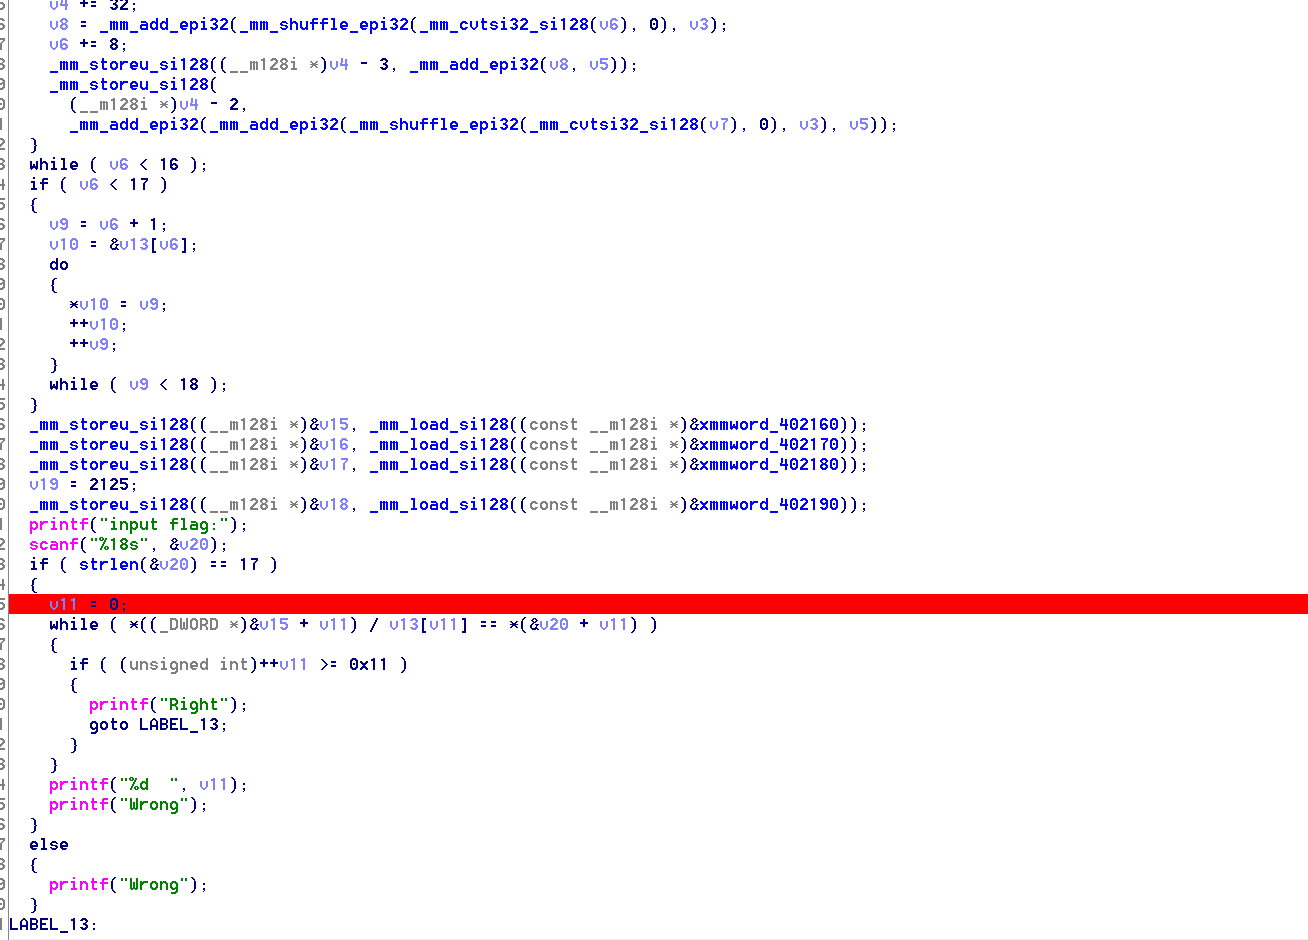 v4 += 32;
v8 = _mm_add_epi32(_mm_shuffle_epi32(_mm_cvtsi32_si128(v6), 0), v3);
v6 += 8;
_mm_storeu_si128((__m128i *)v4 - 3, _mm_add_epi32(v8, v5));
_mm_storeu_si128(
(__m128i *)v4 - 2,
_mm_add_epi32(_mm_add_epi32(_mm_shuffle_epi32(_mm_cvtsi32_si128(v7), 0), v3), v5));
}
while ( v6 < 16 );
if ( v6 < 17 )
{
v9 = v6 + 1;
v10 = &v13[v6];
do
{
*v10 = v9;
++v10;
++v9;
}
while ( v9 < 18 );
}
_mm_storeu_si128((__m128i *)&v15, _mm_load_si128((const __m128i *)&xmmword_402160));
_mm_storeu_si128((__m128i *)&v16, _mm_load_si128((const __m128i *)&xmmword_402170));
_mm_storeu_si128((__m128i *)&v17, _mm_load_si128((const __m128i *)&xmmword_402180));
v19 = 2125;
_mm_storeu_si128((__m128i *)&v18, _mm_load_si128((const __m128i *)&xmmword_402190));
printf("input flag:");
scanf("%18s", &v20);
if ( strlen(&v20) == 17 )
{
v11 = 0;
while ( *((_DWORD *)&v15 + v11) / v13[v11] == *(&v20 + v11) )
{
if ( (unsigned int)++v11 >= 0x11 )
{
printf("Right");
goto LABEL_13;
}
}
printf("%d  ", v11);
printf("Wrong");
}
else
{
printf("Wrong");
}
LABEL_13: